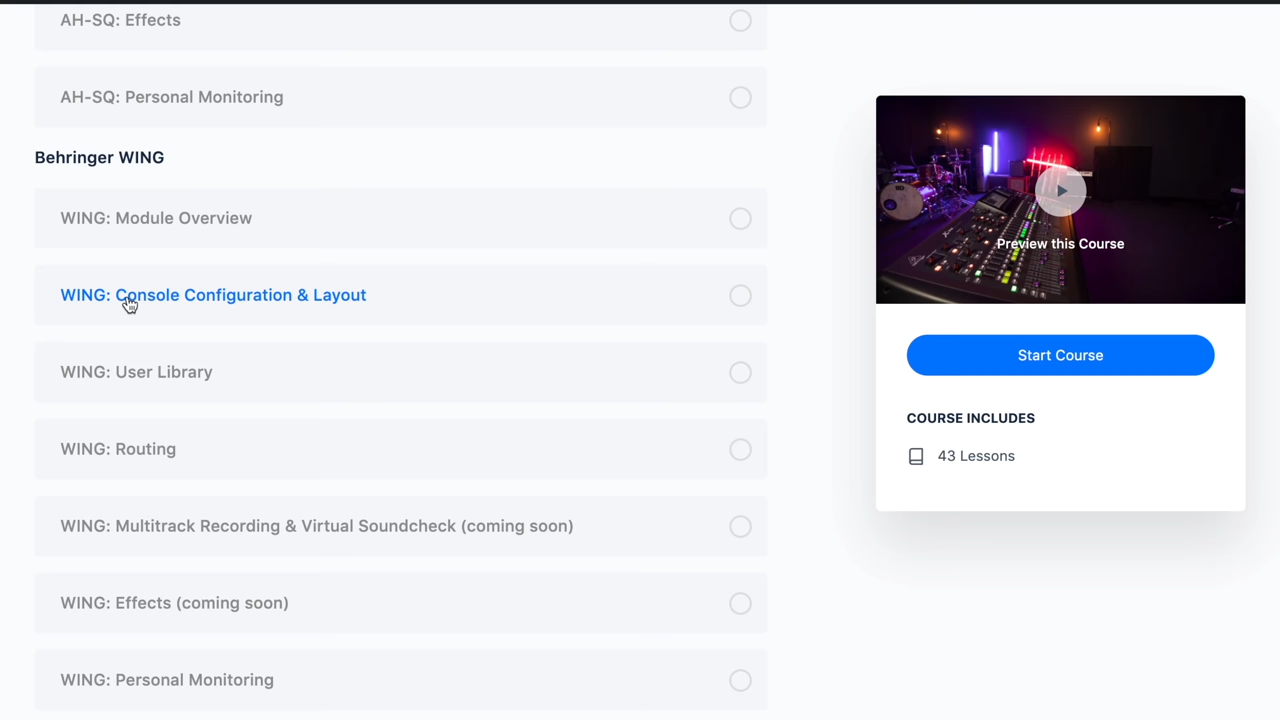 AH-SQ: Effects
AH-SQ: Personal Monitoring
Behringer WING
WING: Module Overview
WING: Console Configuration & Layout
WING: User Library
WING: Routing
WING: Multitrack Recording & Virtual Soundcheck (coming soon)
WING: Effects (coming soon)
WING: Personal Monitoring
Preview this Course
Start Course
COURSE INCLUDES
43 Lessons